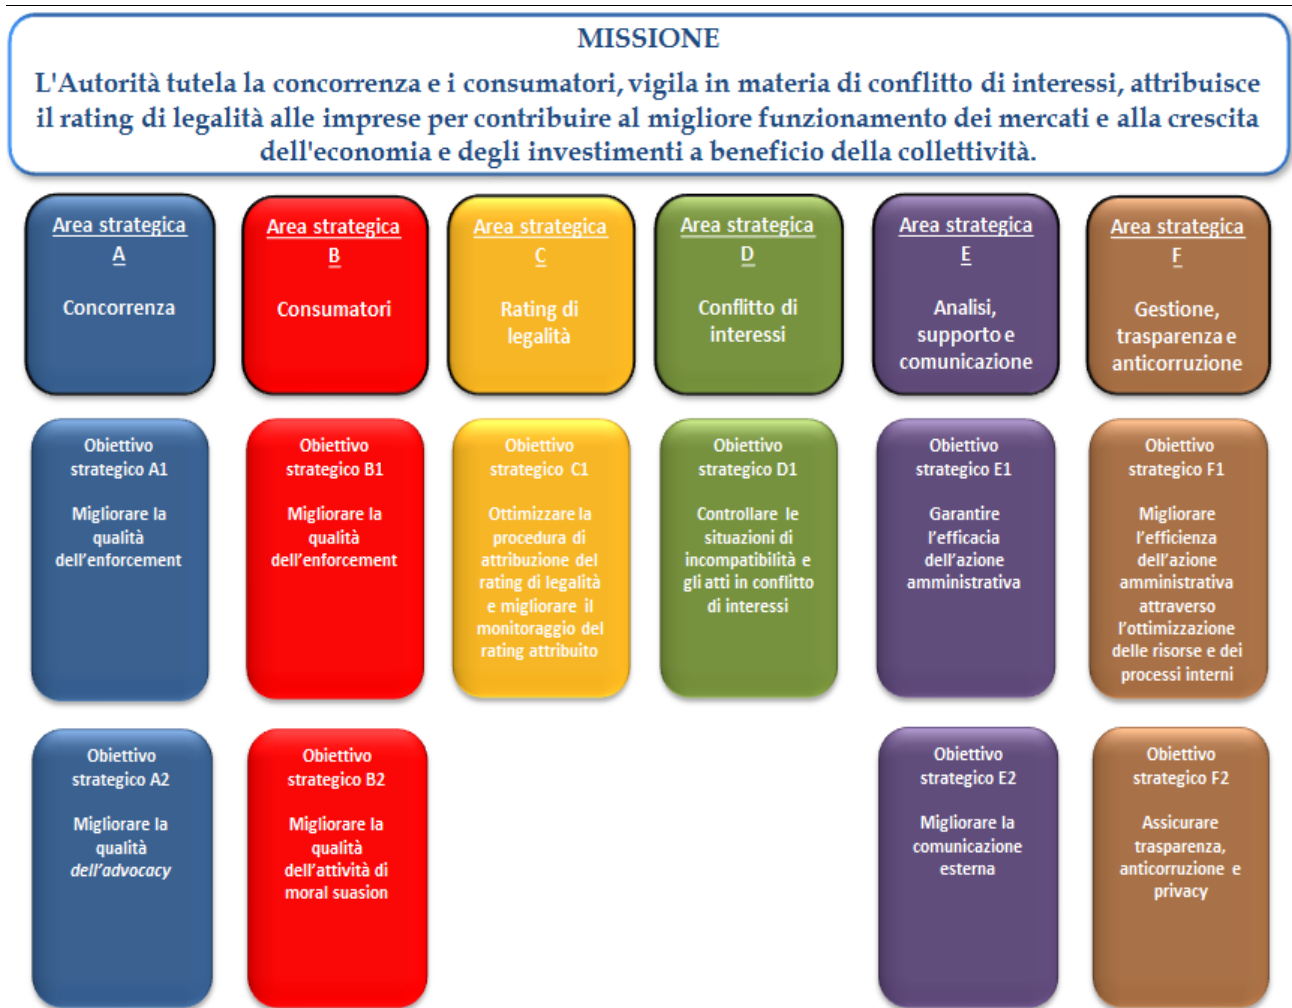 MISSIONE
L'Autorità tutela la concorrenza e i consumatori, vigila in materia di conflitto di interessi, attribuisce
il rating di legalità alle imprese per contribuire al migliore funzionamento dei mercati e alla crescita
dell'economia e degli investimenti a beneficio della collettività.
Area strategica
A
Concorrenza
Area strategica
B
Consumatori
Area strategica
C
Rating di
legalità
Area strategica
D
Conflitto di
interessi
Area strategica
E
Analisi,
supporto e
comunicazione
Area strategica
F
Gestione,
trasparenza e
anticorruzione
Obiettivo
strategico A1
Migliorare la
qualità
dell’enforcement
Obiettivo
strategico B1
Migliorare la
qualità
dell’enforcement
Obiettivo
strategico C1
Ottimizzare la
procedura di
attribuzione del
rating di legalità
e migliorare il
monitoraggio del
rating attribuito
Obiettivo
strategico D1
Controllare le
situazioni di
incompatibilità e
gli atti in conflitto
di interessi
Obiettivo
strategico E1
Garantire
l’efficacia
dell’azione
amministrativa
Obiettivo
strategico F1
Migliorare
l’efficienza
dell’azione
amministrativa
attraverso
l’ottimizzazione
delle risorse e dei
processi interni
Obiettivo
strategico A2
Migliorare la
qualità
dell’advocacy
Obiettivo
strategico B2
Migliorare la
qualità
dell’attività di
moral suasion
Obiettivo
strategico E2
Migliorare la
comunicazione
esterna
Obiettivo
strategico F2
Assicurare
trasparenza,
anticorruzione e
privacy